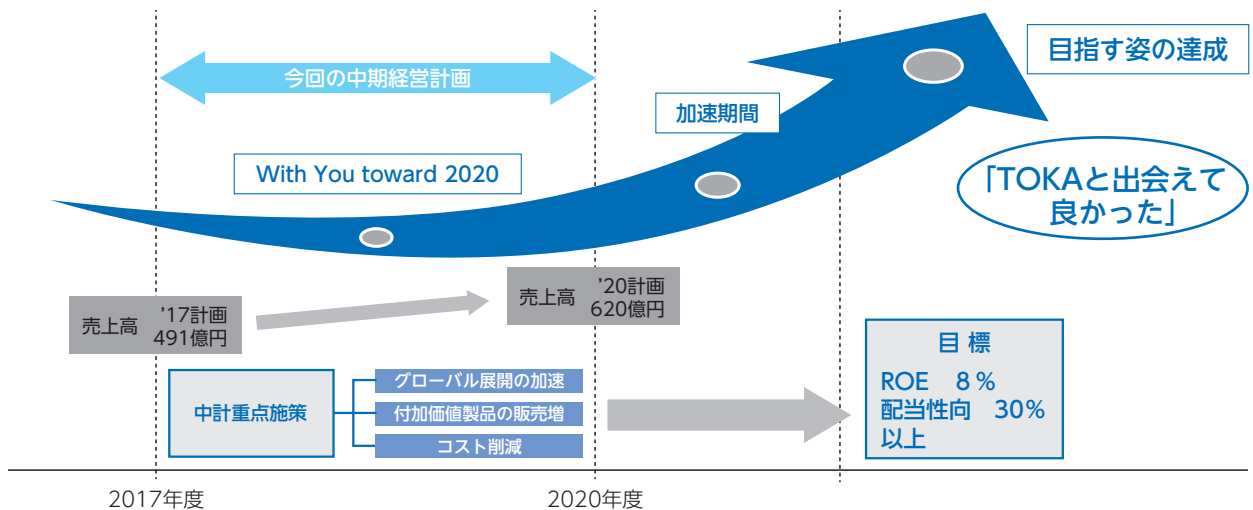 今回の中期経営計画
目指す姿の達成
加速期間
With You toward 2020
「TOKAと出会えて
良かった」
売上高 '17計画
491億円
売上高 '20計画
620億円
中計重点施策
グローバル展開の加速
付加価値製品の販売増
コスト削減
目 標
ROE 8%
配当性向 30%
以上
2017年度
2020年度